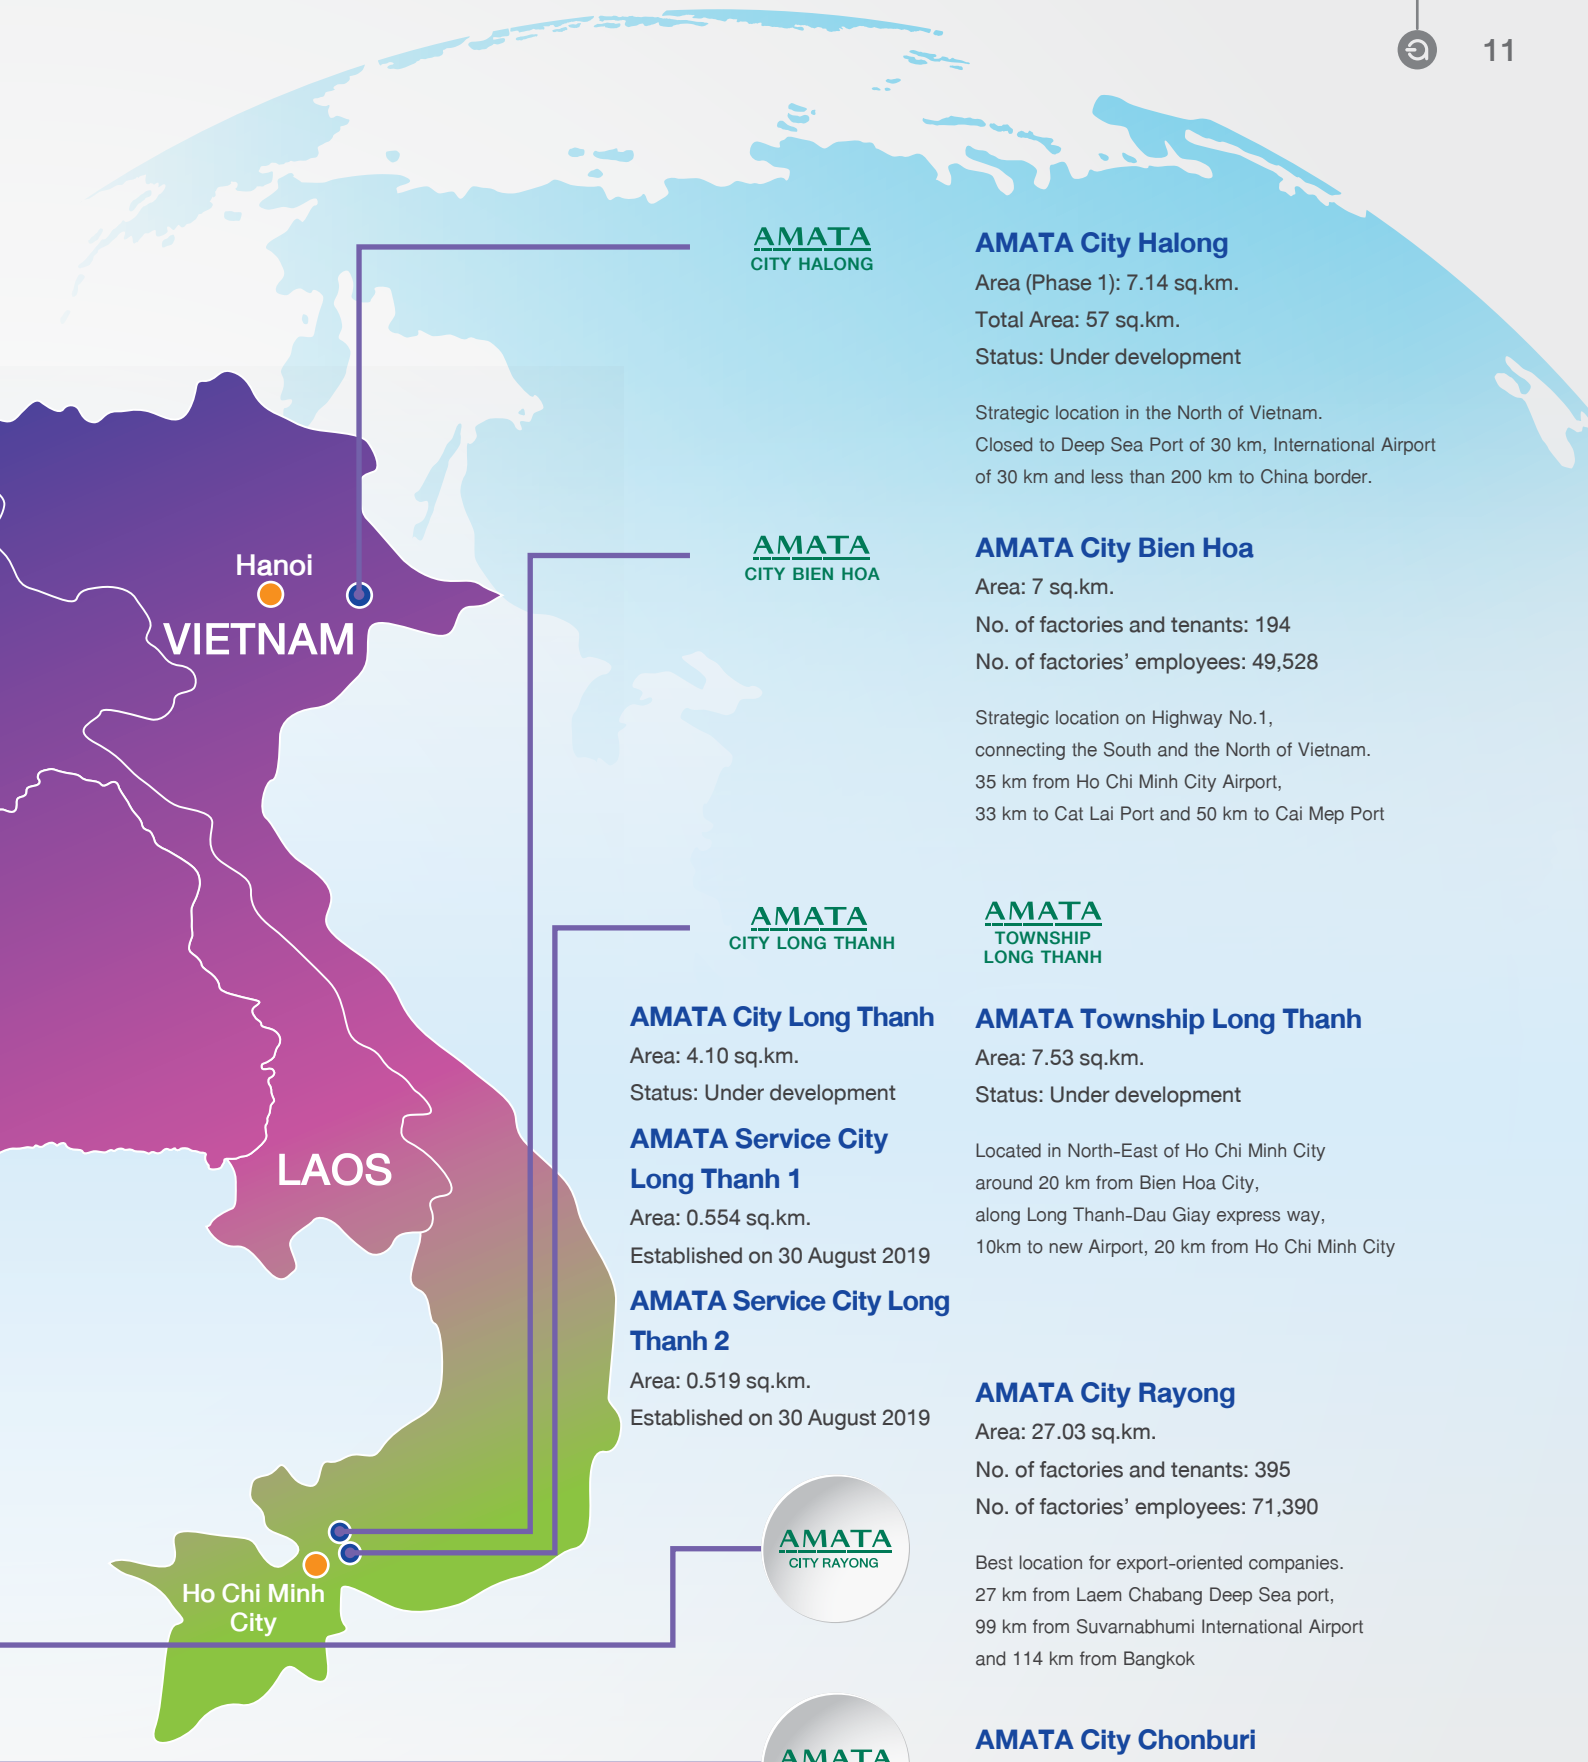 11
AMATA
CITY HALONG
AMATA City Halong
Area (Phase 1): 7.14 sq.km.
Total Area: 57 sq.km.
Status: Under development
Strategic location in the North of Vietnam.
Closed to Deep Sea Port of 30 km, International Airport
of 30 km and less than 200 km to China border.
Hanoi
VIETNAM
AMATA
CITY BIEN HOA
AMATA City Bien Hoa
Area: 7 sq.km.
No. of factories and tenants: 194
No. of factories’ employees: 49,528
Strategic location on Highway No.1,
connecting the South and the North of Vietnam.
35 km from Ho Chi Minh City Airport,
33 km to Cat Lai Port and 50 km to Cai Mep Port
AMATA
CITY LONG THANH
AMATA City Long Thanh
Area: 4.10 sq.km.
Status: Under development
AMATA Service City
Long Thanh 1
Area: 0.554 sq.km.
Established on 30 August 2019
AMATA Service City Long
Thanh 2
Area: 0.519 sq.km.
Established on 30 August 2019
AMATA
TOWNSHIP
LONG THANH
AMATA Township Long Thanh
Area: 7.53 sq.km.
Status: Under development
Located in North-East of Ho Chi Minh City
around 20 km from Bien Hoa City,
along Long Thanh-Dau Giay express way,
10km to new Airport, 20 km from Ho Chi Minh City
LAOS
Ho Chi Minh
City
AMATA
CITY RAYONG
AMATA City Rayong
Area: 27.03 sq.km.
No. of factories and tenants: 395
No. of factories’ employees: 71,390
Best location for export-oriented companies.
27 km from Laem Chabang Deep Sea port,
99 km from Suvarnabhumi International Airport
and 114 km from Bangkok
AMATA
AMATA City Chonburi